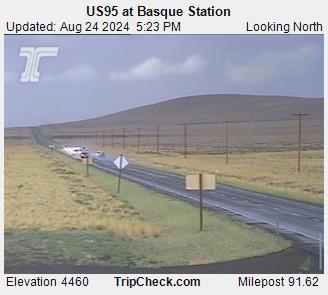 US95 at Basque Station
Updated: Aug 24 2024 5:23 PM
Looking North
Elevation 4460
TripCheck.com
Milepost 91.62